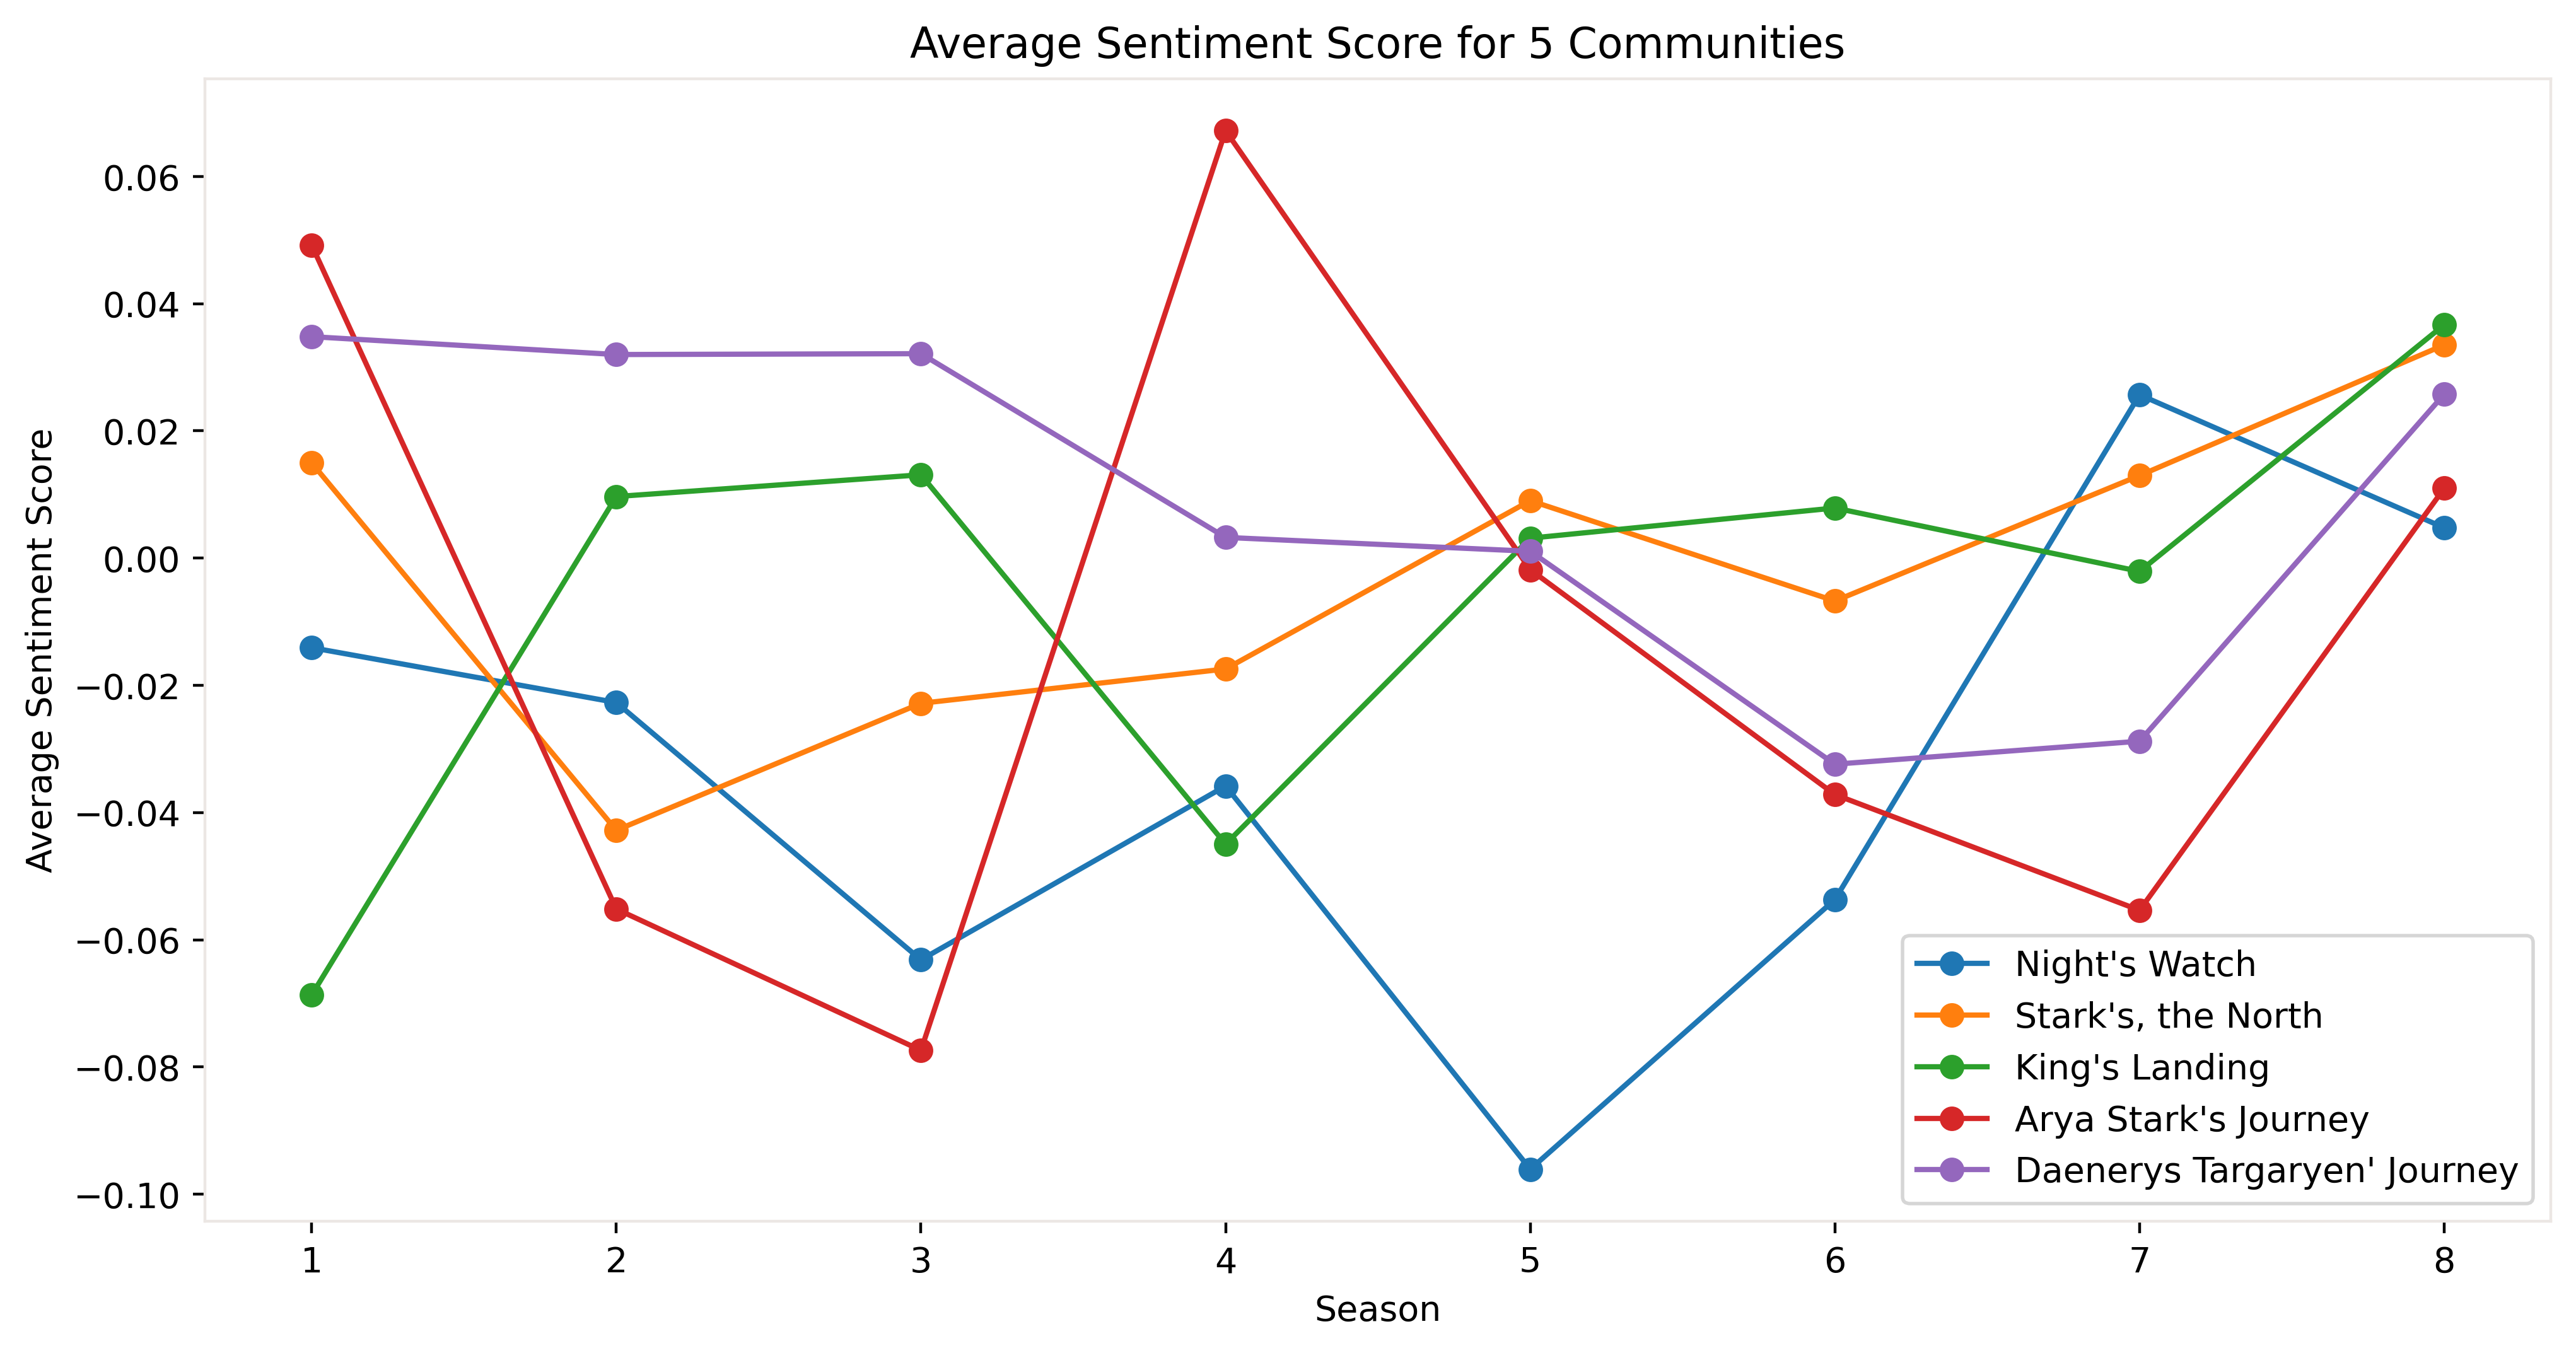 Average Sentiment Score for 5 Communities
Average Sentiment Score
0.06
0.04
0.02
0.00
−0.02
−0.04
−0.06
−0.08
−0.10
1 2 3 4 5 6 7 8
Season
Night's Watch
Stark's, the North
King's Landing
Arya Stark's Journey
Daenerys Targaryen' Journey